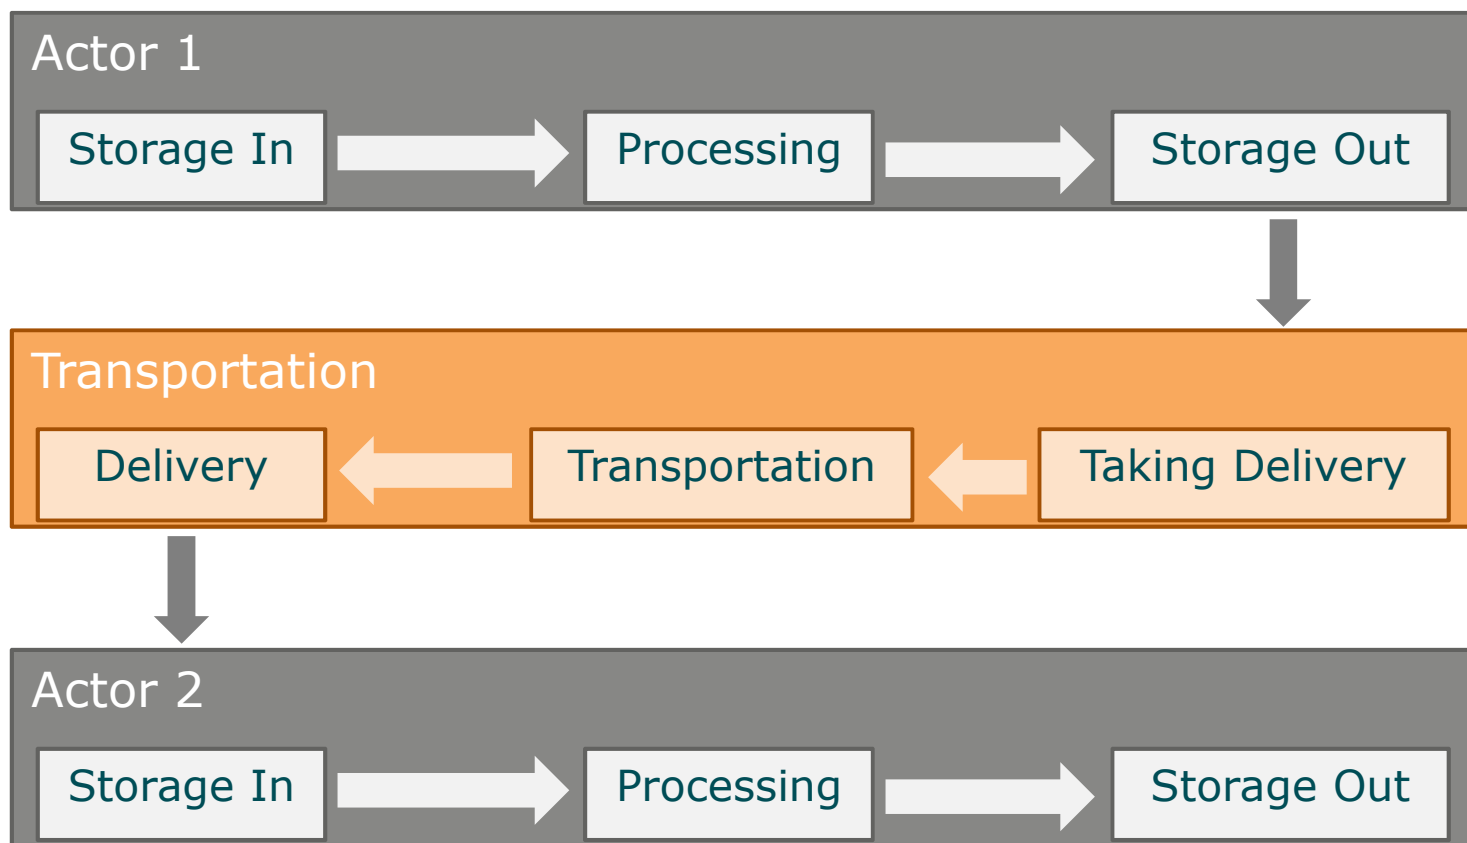 Actor 1
Storage In
Processing
Storage Out
Transportation
Delivery
Transportation
Taking Delivery
Actor 2
Storage In
Processing
Storage Out